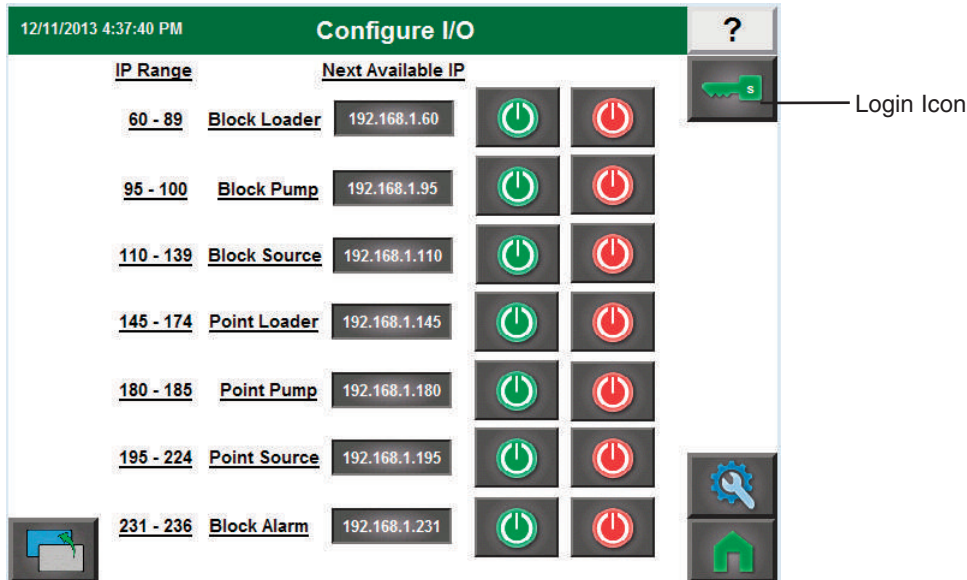 12/11/2013 4:37:40 PM Configure I/O ?
IP Range Next Available IP
s
Login Icon
60 - 89 Block Loader 192.168.1.60
95 - 100 Block Pump 192.168.1.95
110 - 139 Block Source 192.168.1.110
145 - 174 Point Loader 192.168.1.145
180 - 185 Point Pump 192.168.1.180
195 - 224 Point Source 192.168.1.195
231 - 236 Block Alarm 192.168.1.231